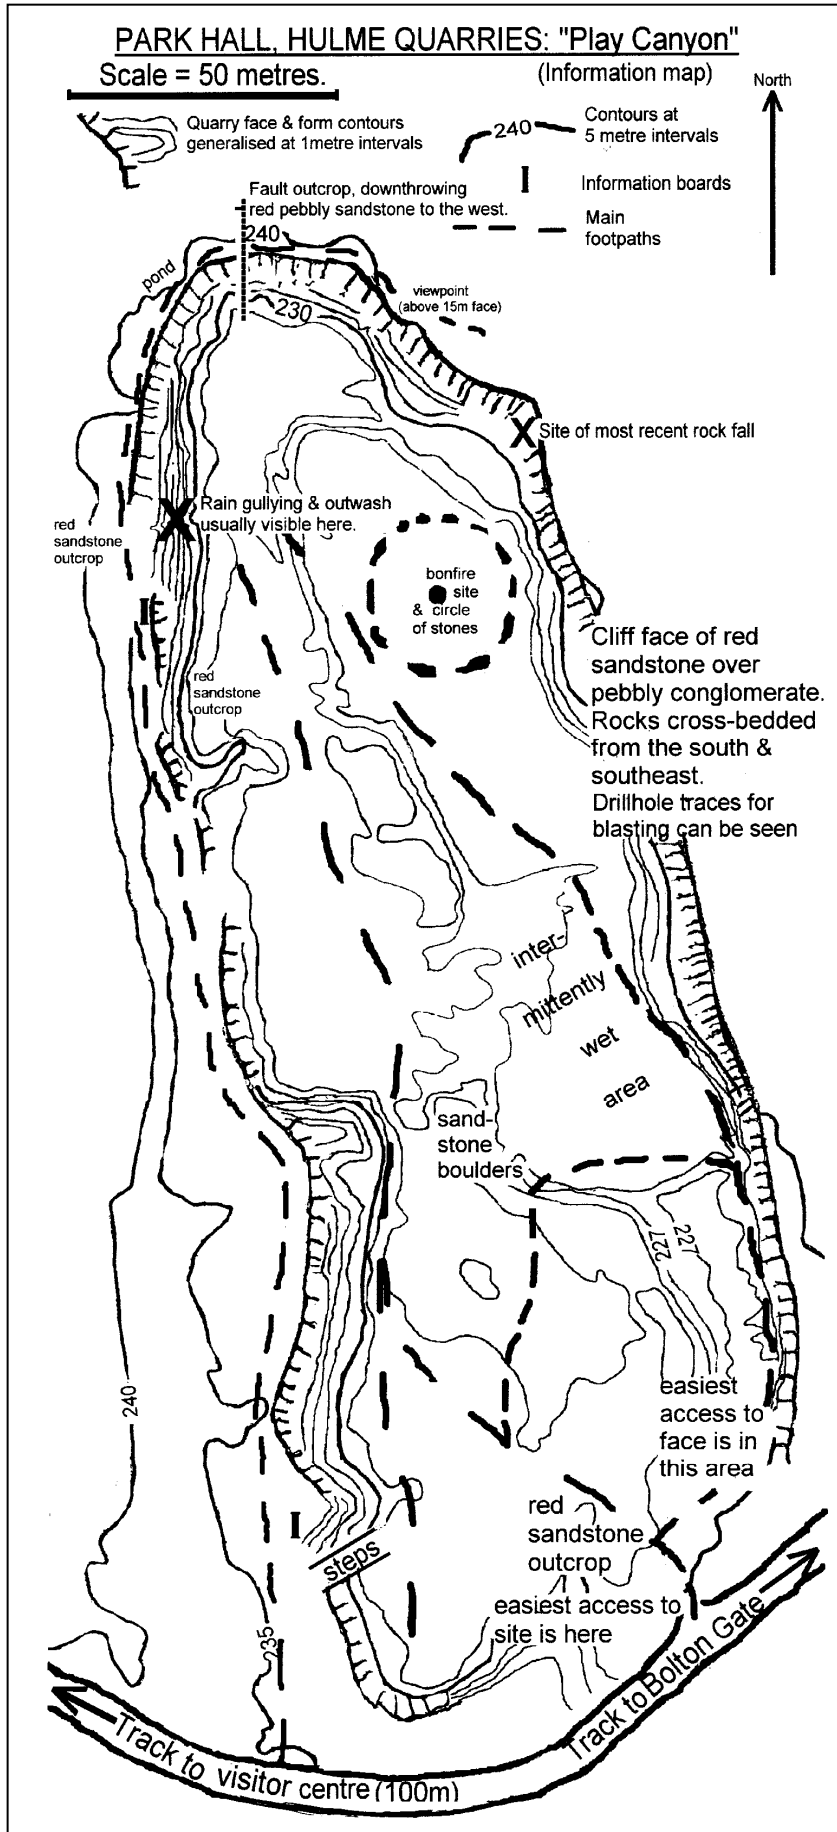 PARK HALL, HULME QUARRIES: "Play Canyon"
Scale = 50 metres.
(Information map)
North
Quarry face & form contours
generalised at 1metre intervals
240
Contours at
5 metre intervals
I
Information boards
Fault outcrop, downthrowing
red pebbly sandstone to the west.
Main
footpaths
240
pond
230
viewpoint
(above 15m face)
X
Site of most recent rock fall
X
Rain gullying & outwash
usually visible here.
red
sandstone
outcrop
bonfire
site
& circle
of stones
I
Cliff face of red
sandstone over
pebbly conglomerate.
Rocks cross-bedded
from the south &
southeast.
Drillhole traces for
blasting can be seen
red
sandstone
outcrop
inter-
mittently
wet
area
sand-
stone
boulders
227
227
240
easiest
access to
face is in
this area
I
steps
red
sandstone
outcrop
easiest access to
site is here
235
Track to Bolton Gate
Track to visitor centre (100m)